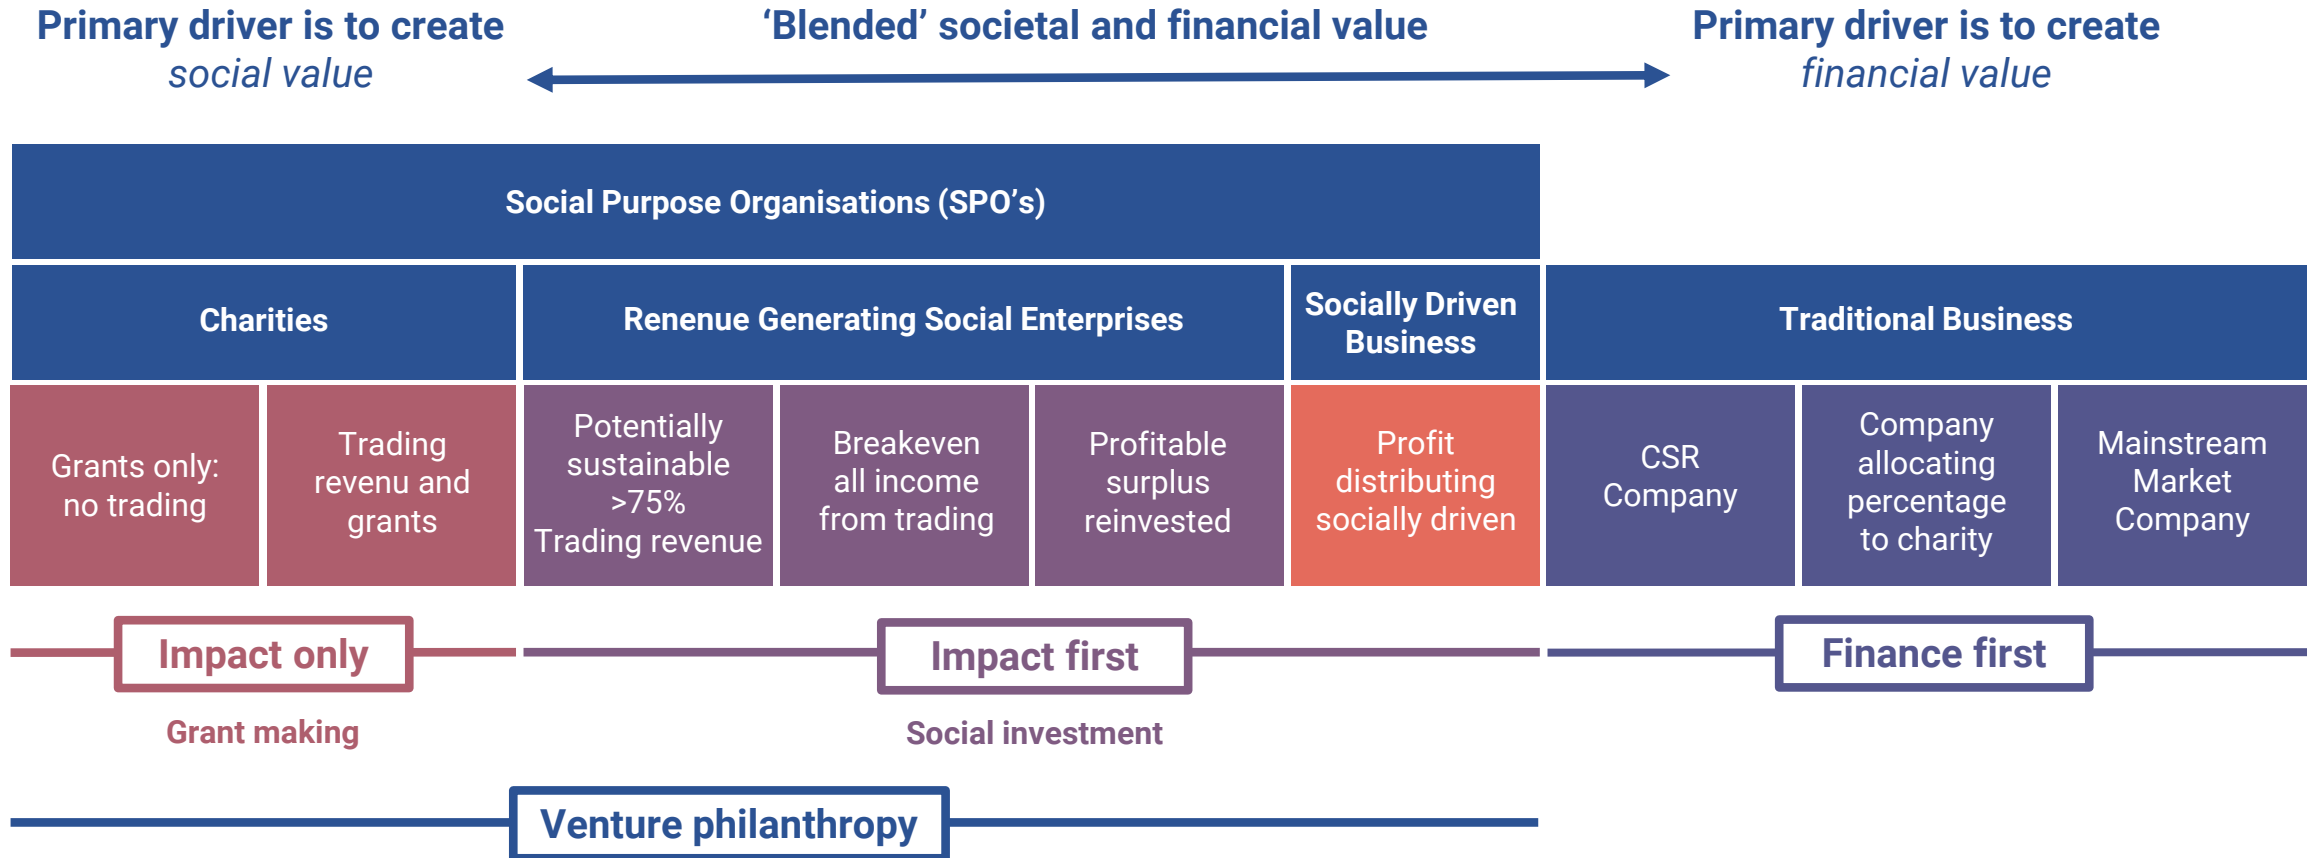 Primary driver is to create
social value
‘Blended’ societal and financial value
Primary driver is to create
financial value
Social Purpose Organisations (SPO’s)
Charities
Renenue Generating Social Enterprises
Socially Driven
Business
Traditional Business
Grants only:
no trading
Trading
revenu and
grants
Potentially
sustainable
>75%
Trading revenue
Breakeven
all income
from trading
Profitable
surplus
reinvested
Profit
distributing
socially driven
CSR
Company
Company
allocating
percentage
to charity
Mainstream
Market
Company
Impact only
Impact first
Finance first
Grant making
Social investment
Venture philanthropy